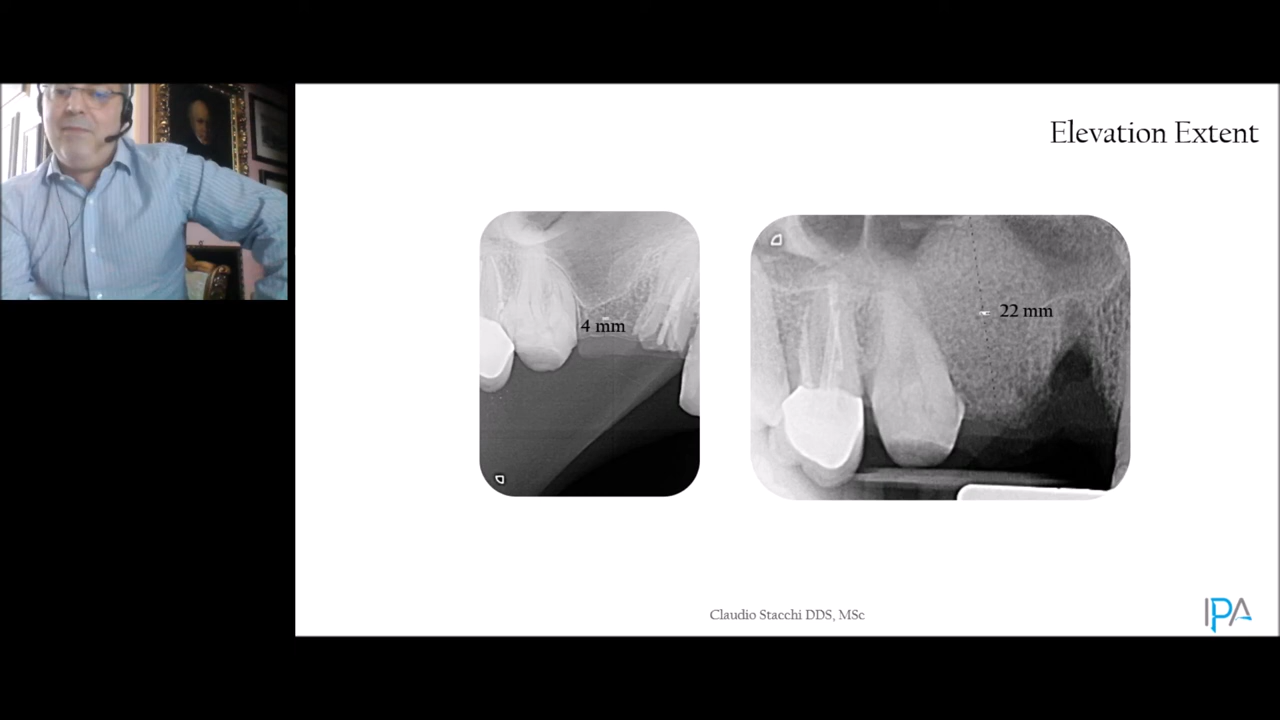 Elevation Extent
4 mm
22 mm
Claudio Stacchi DDS, MSc
IPA